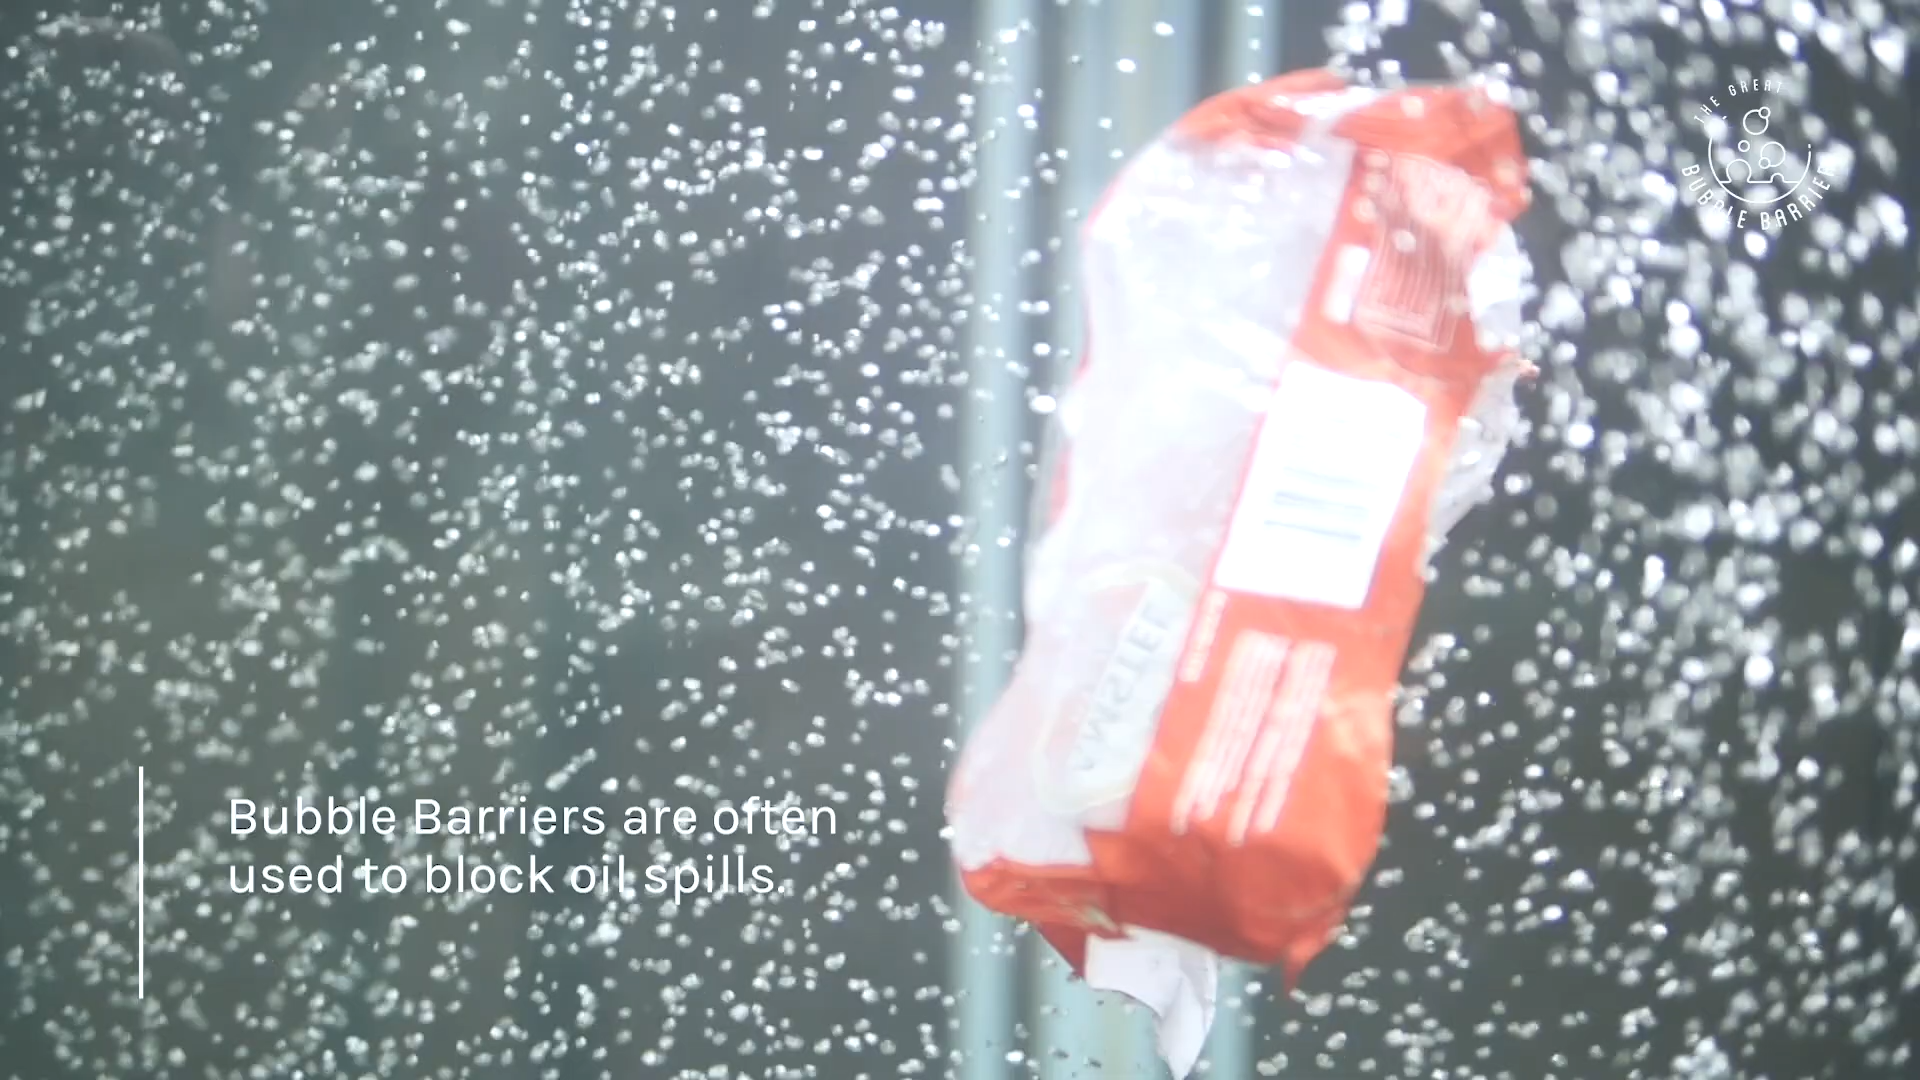 THE GREAT
BUBBLE BARRIER
Bubble Barriers are often
used to block oil spills.